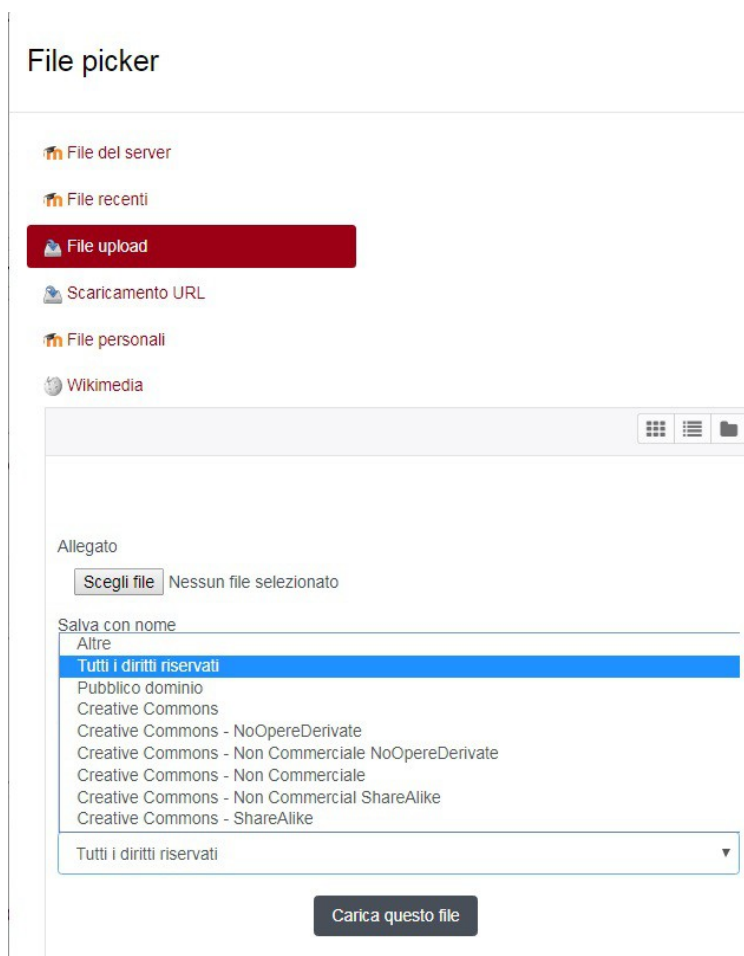 File picker
File del server
File recenti
File upload
Scaricamento URL
File personali
Wikimedia
Allegato
Scegli file Nessun file selezionato
Salva con nome
Altre
Tutti i diritti riservati
Pubblico dominio
Creative Commons
Creative Commons - NoOpereDerivate
Creative Commons - Non Commerciale NoOpereDerivate
Creative Commons - Non Commerciale
Creative Commons - Non Commercial ShareAlike
Creative Commons - ShareAlike
Tutti i diritti riservati
Carica questo file